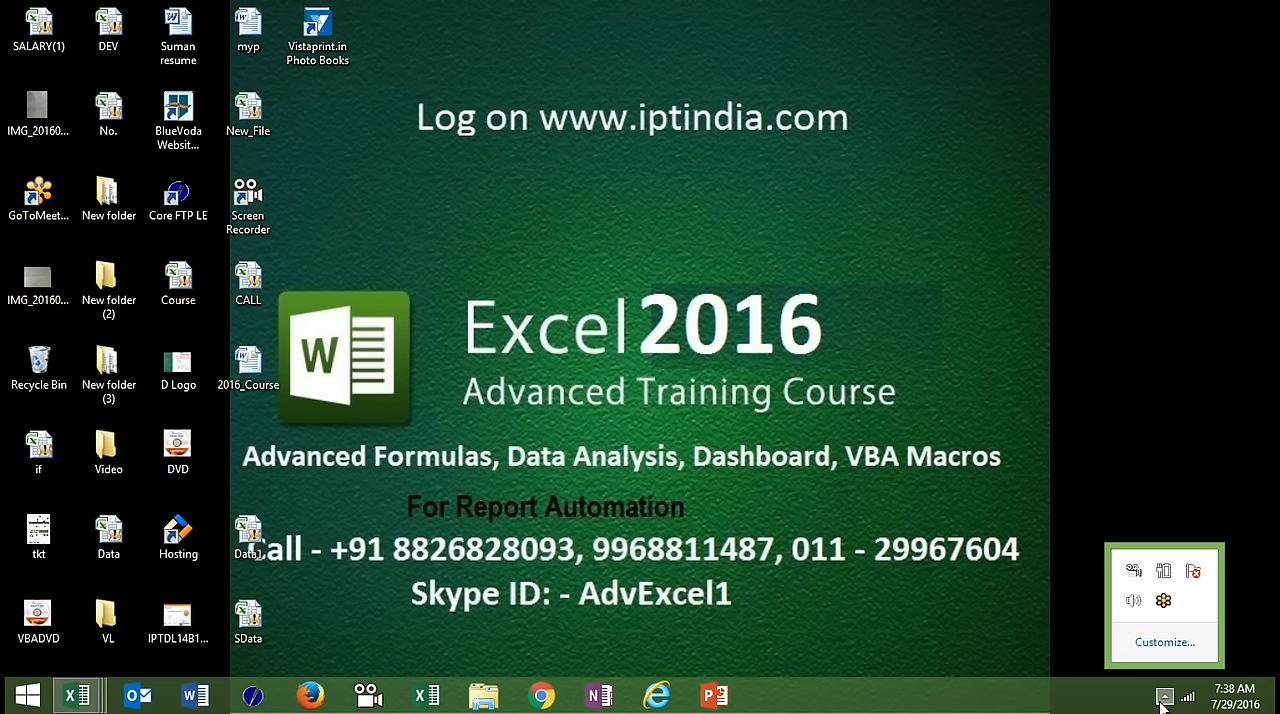 SALARY(1)
DEV
Suman
resume
myp
Vistaprint.in
Photo Books
IMG_20160...
No.
BlueVoda
Websit...
New_File
Log on www.iptindia.com
GoToMeet...
New folder
Core FTP LE
Screen
Recorder
IMG_20160...
New folder
(2)
Course
CALL
Excel 2016
Advanced Training Course
W
Recycle Bin
New folder
(3)
D Logo
2016_Course
if
Video
DVD
Advanced Formulas, Data Analysis, Dashboard, VBA Macros
For Report Automation
tkt
Data
Hosting
Data1
Call - +91 8826828093, 9968811487, 011 - 29967604
Skype ID: - AdvExcel1
VBADVD
VL
IPTDL14B1...
SData
Customize...
7:38 AM
7/29/2016